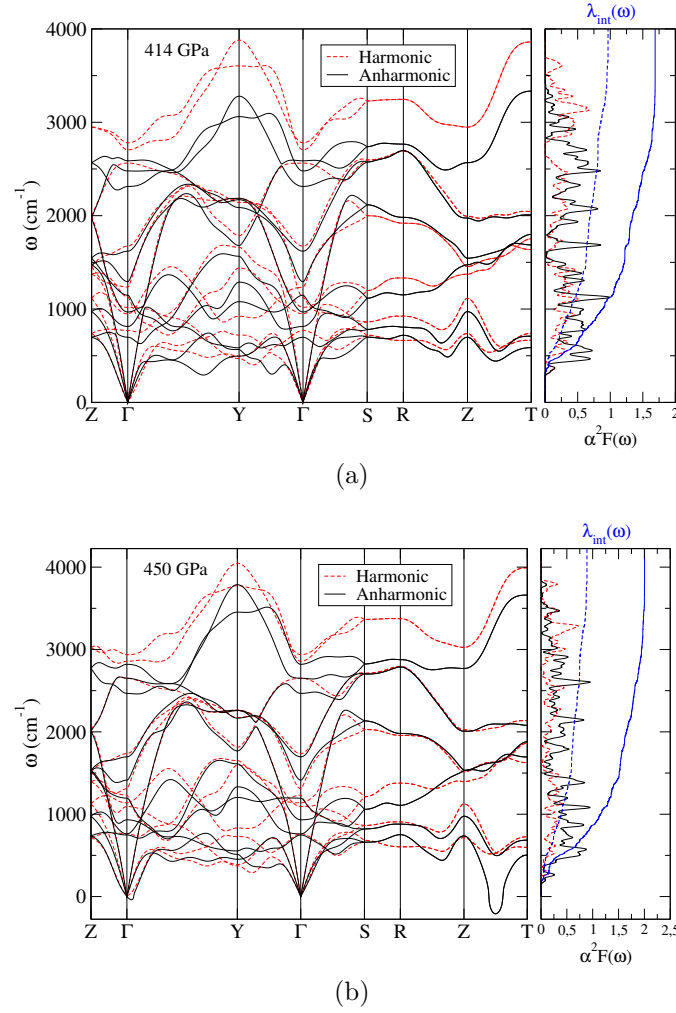 λ_int(ω)
4000
3000
2000
1000
0
ω (cm⁻¹)
414 GPa
Harmonic
Anharmonic
Z Γ Y Γ S R Z T
0 0,5 1 1,5 2
α²F(ω)
(a)
λ_int(ω)
4000
3000
2000
1000
0
ω (cm⁻¹)
450 GPa
Harmonic
Anharmonic
Z Γ Y Γ S R Z T
0 0,5 1 1,5 2 2,5
α²F(ω)
(b)